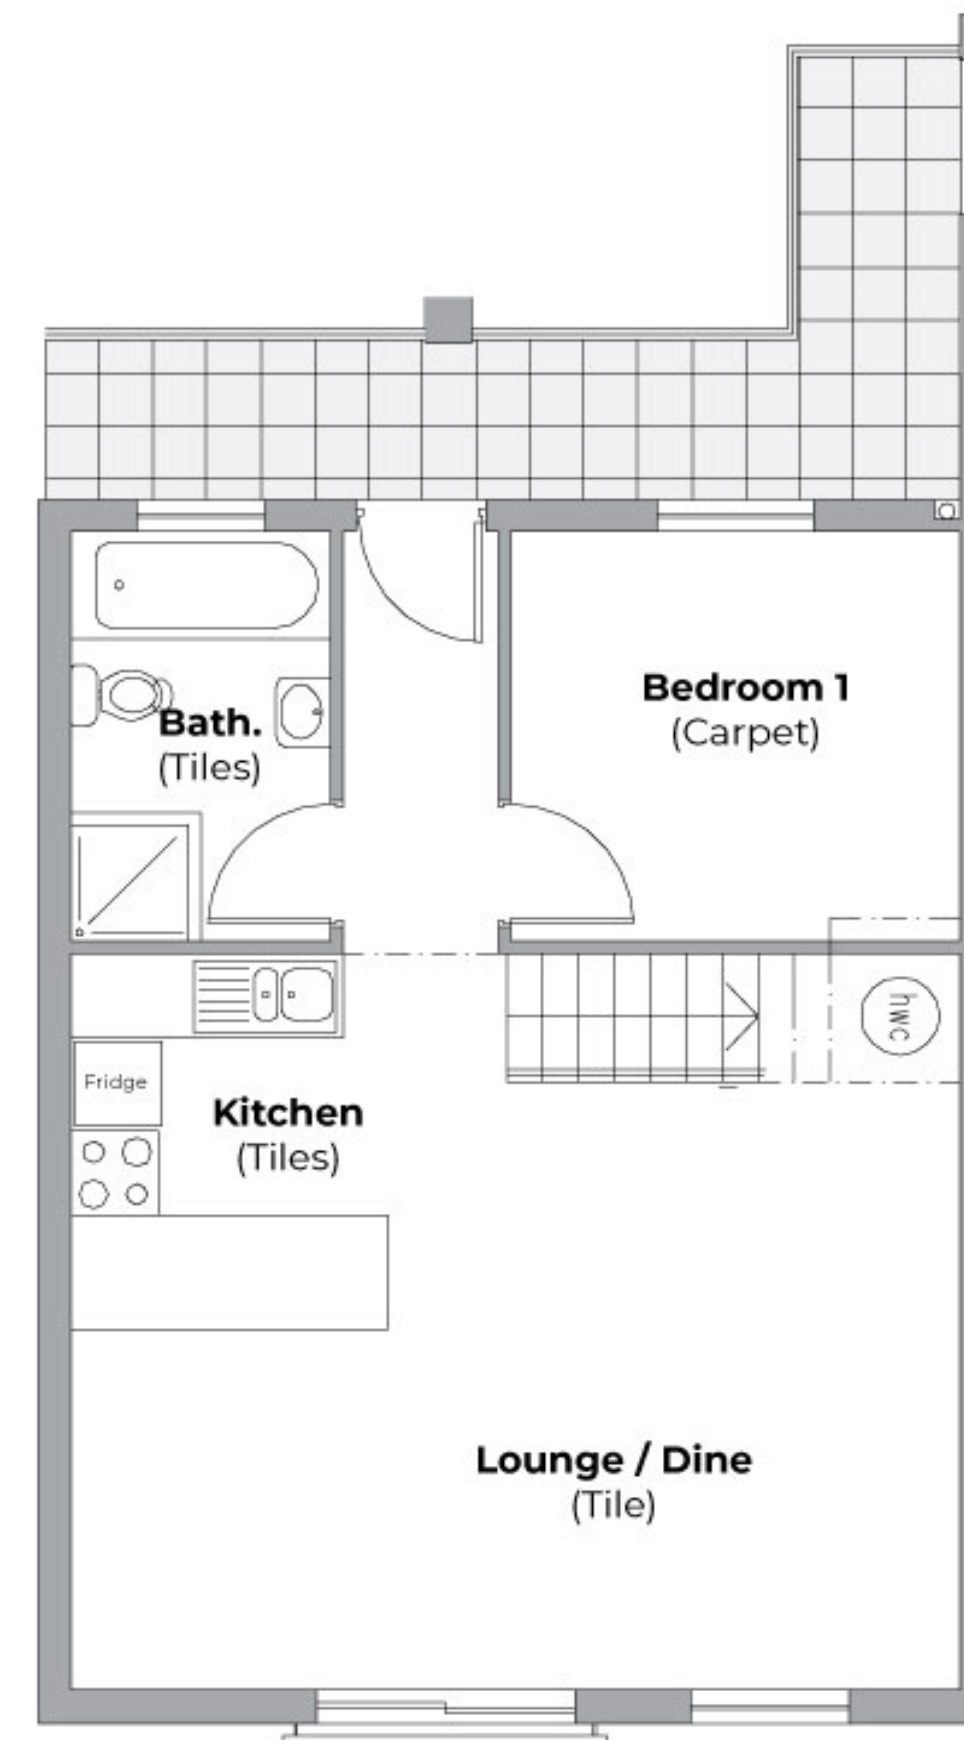 Bedroom 1
(Carpet)
Bath.
(Tiles)
hwc
Fridge
Kitchen
(Tiles)
Lounge / Dine
(Tile)